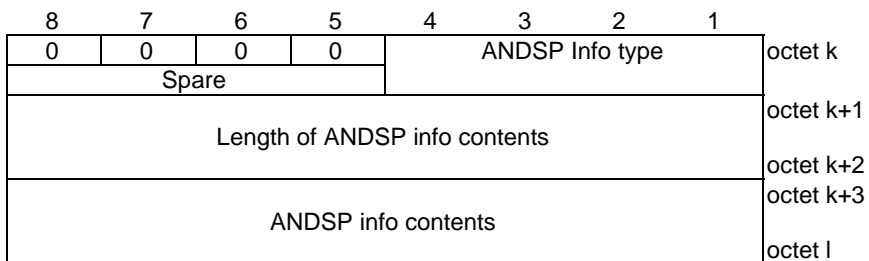 8 7 6 5 4 3 2 1
0 0 0 0 ANDSP Info type octet k
Spare
octet k+1
Length of ANDSP info contents
octet k+2
octet k+3
ANDSP info contents
octet l